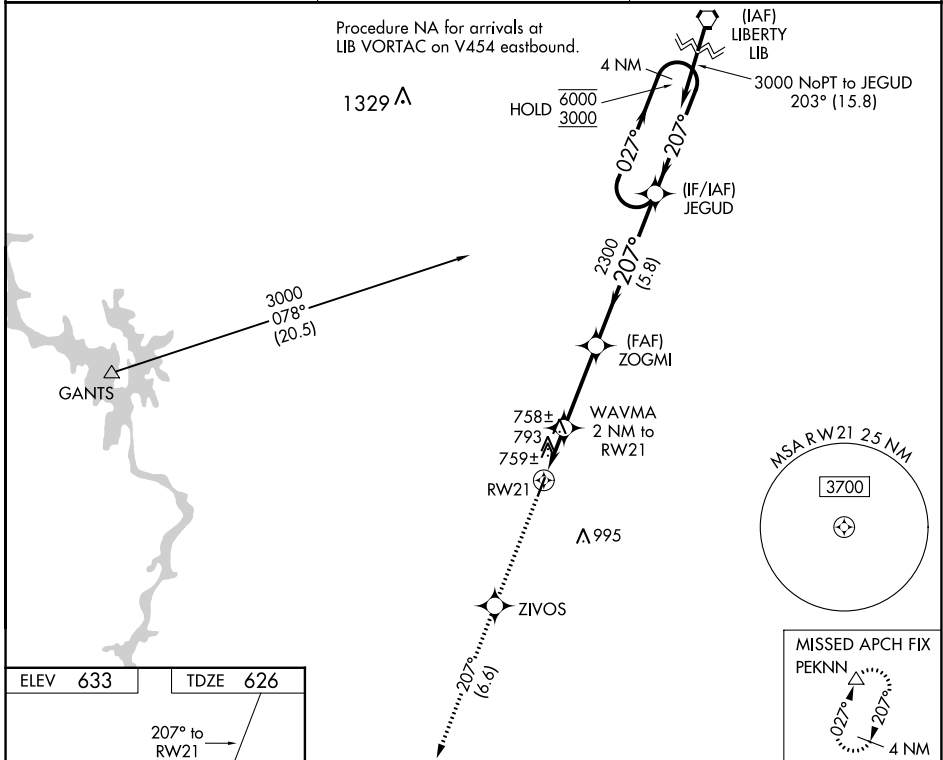 Procedure NA for arrivals at
LIB VORTAC on V454 eastbound.
(IAF)
LIBERTY
LIB
4 NM
3000 NoPT to JEGUD
203° (15.8)
HOLD
6000
3000
1329
027°
207°
(IF/IAF)
JEGUD
2300
207°
(5.8)
3000
078°
(20.5)
GANTS
(FAF)
ZOGMI
758±
793
759±
WAVMA
2 NM to
RW21
RW21
MSA RW21 25 NM
3700
995
ZIVOS
207°
(6.6)
ELEV 633
TDZE 626
207° to
RW21
MISSED APCH FIX
PEKNN
027°
207°
4 NM